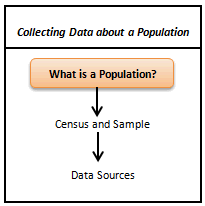 Collecting Data about a Population
What is a Population?
Census and Sample
Data Sources